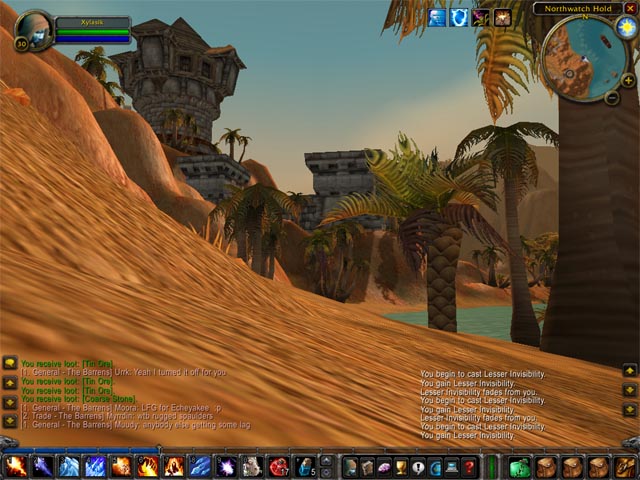 Northwatch Hold
N
Xylasik
30
You receive loot: [Tin Ore].
[1. General - The Barrens] Urrk: Yeah I turned it off for you
You receive loot: [Tin Ore].
You receive loot: [Tin Ore].
You receive loot: [Coarse Stone].
[1. General - The Barrens] Moora: LFG for Echeyakee :p
[2. Trade - The Barrens] Myrrdin: wtb rugged spaulders
[1. General - The Barrens] Muudy: anybody else getting some lag
You begin to cast Lesser Invisibility.
You gain Lesser Invisibility.
Lesser Invisibility fades from you.
You begin to cast Lesser Invisibility.
You gain Lesser Invisibility.
Lesser Invisibility fades from you.
You begin to cast Lesser Invisibility.
You gain Lesser Invisibility.
17
5